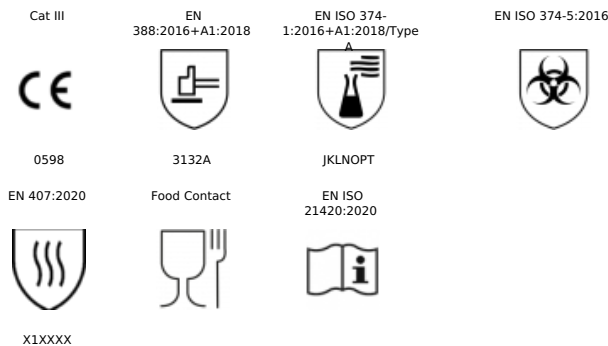 Cat III
EN
388:2016+A1:2018
EN ISO 374-
1:2016+A1:2018/Type
A
EN ISO 374-5:2016
CE
i
0598
3132A
JKLNOPT
EN 407:2020
Food Contact
EN ISO
21420:2020
X1XXXX